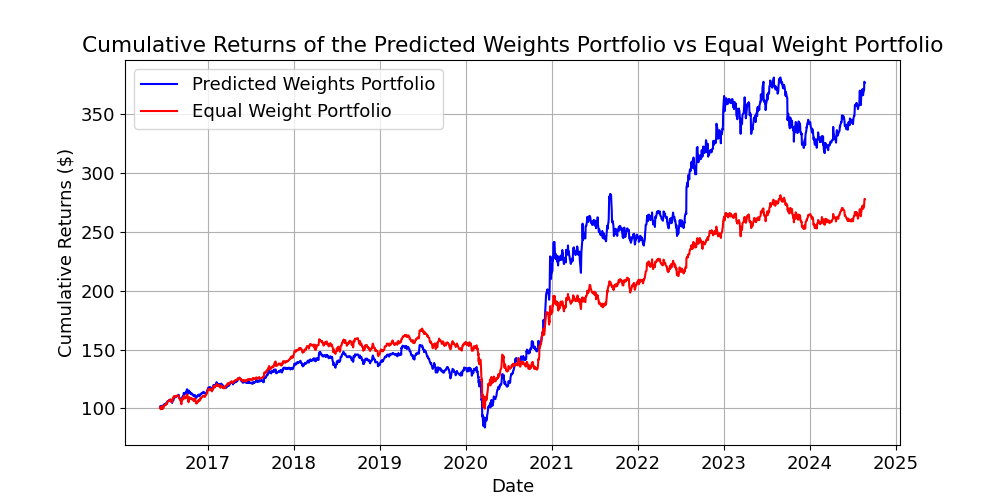 Cumulative Returns of the Predicted Weights Portfolio vs Equal Weight Portfolio
Predicted Weights Portfolio
Equal Weight Portfolio
Cumulative Returns ($)
350
300
250
200
150
100
2017 2018 2019 2020 2021 2022 2023 2024 2025
Date